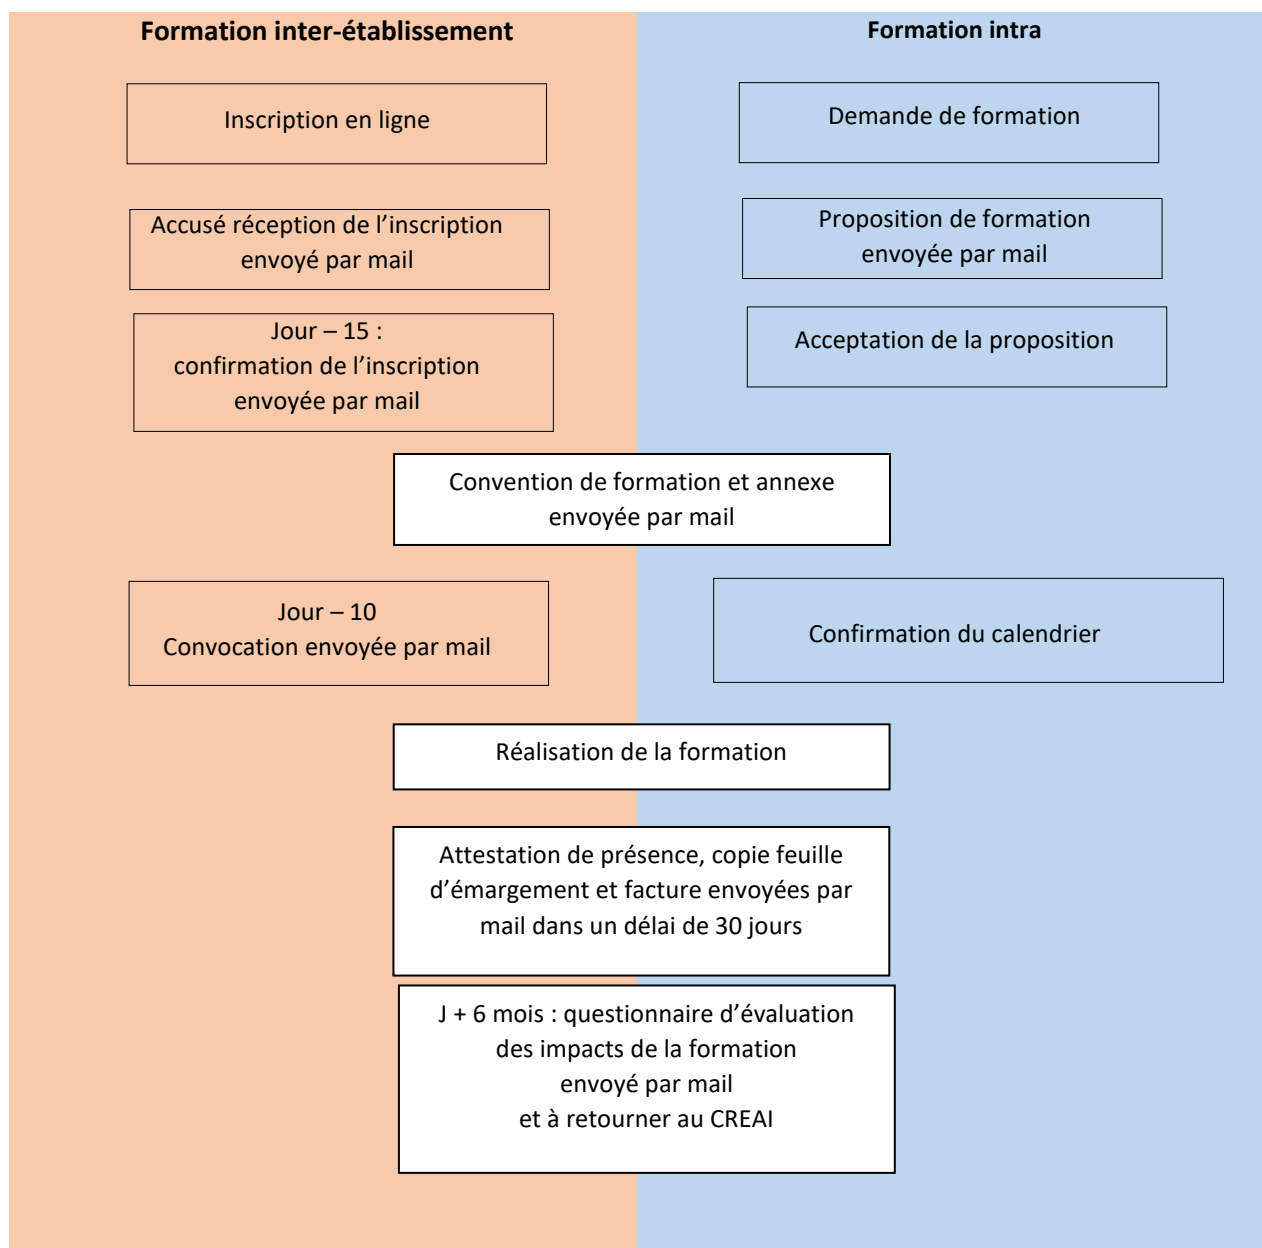 Formation inter-établissement
Formation intra
Inscription en ligne
Demande de formation
Accusé réception de l’inscription
envoyé par mail
Proposition de formation
envoyée par mail
Jour – 15 :
confirmation de l’inscription
envoyée par mail
Acceptation de la proposition
Convention de formation et annexe
envoyée par mail
Jour – 10
Convocation envoyée par mail
Confirmation du calendrier
Réalisation de la formation
Attestation de présence, copie feuille
d’émargement et facture envoyées par
mail dans un délai de 30 jours
J + 6 mois : questionnaire d’évaluation
des impacts de la formation
envoyé par mail
et à retourner au CREAI